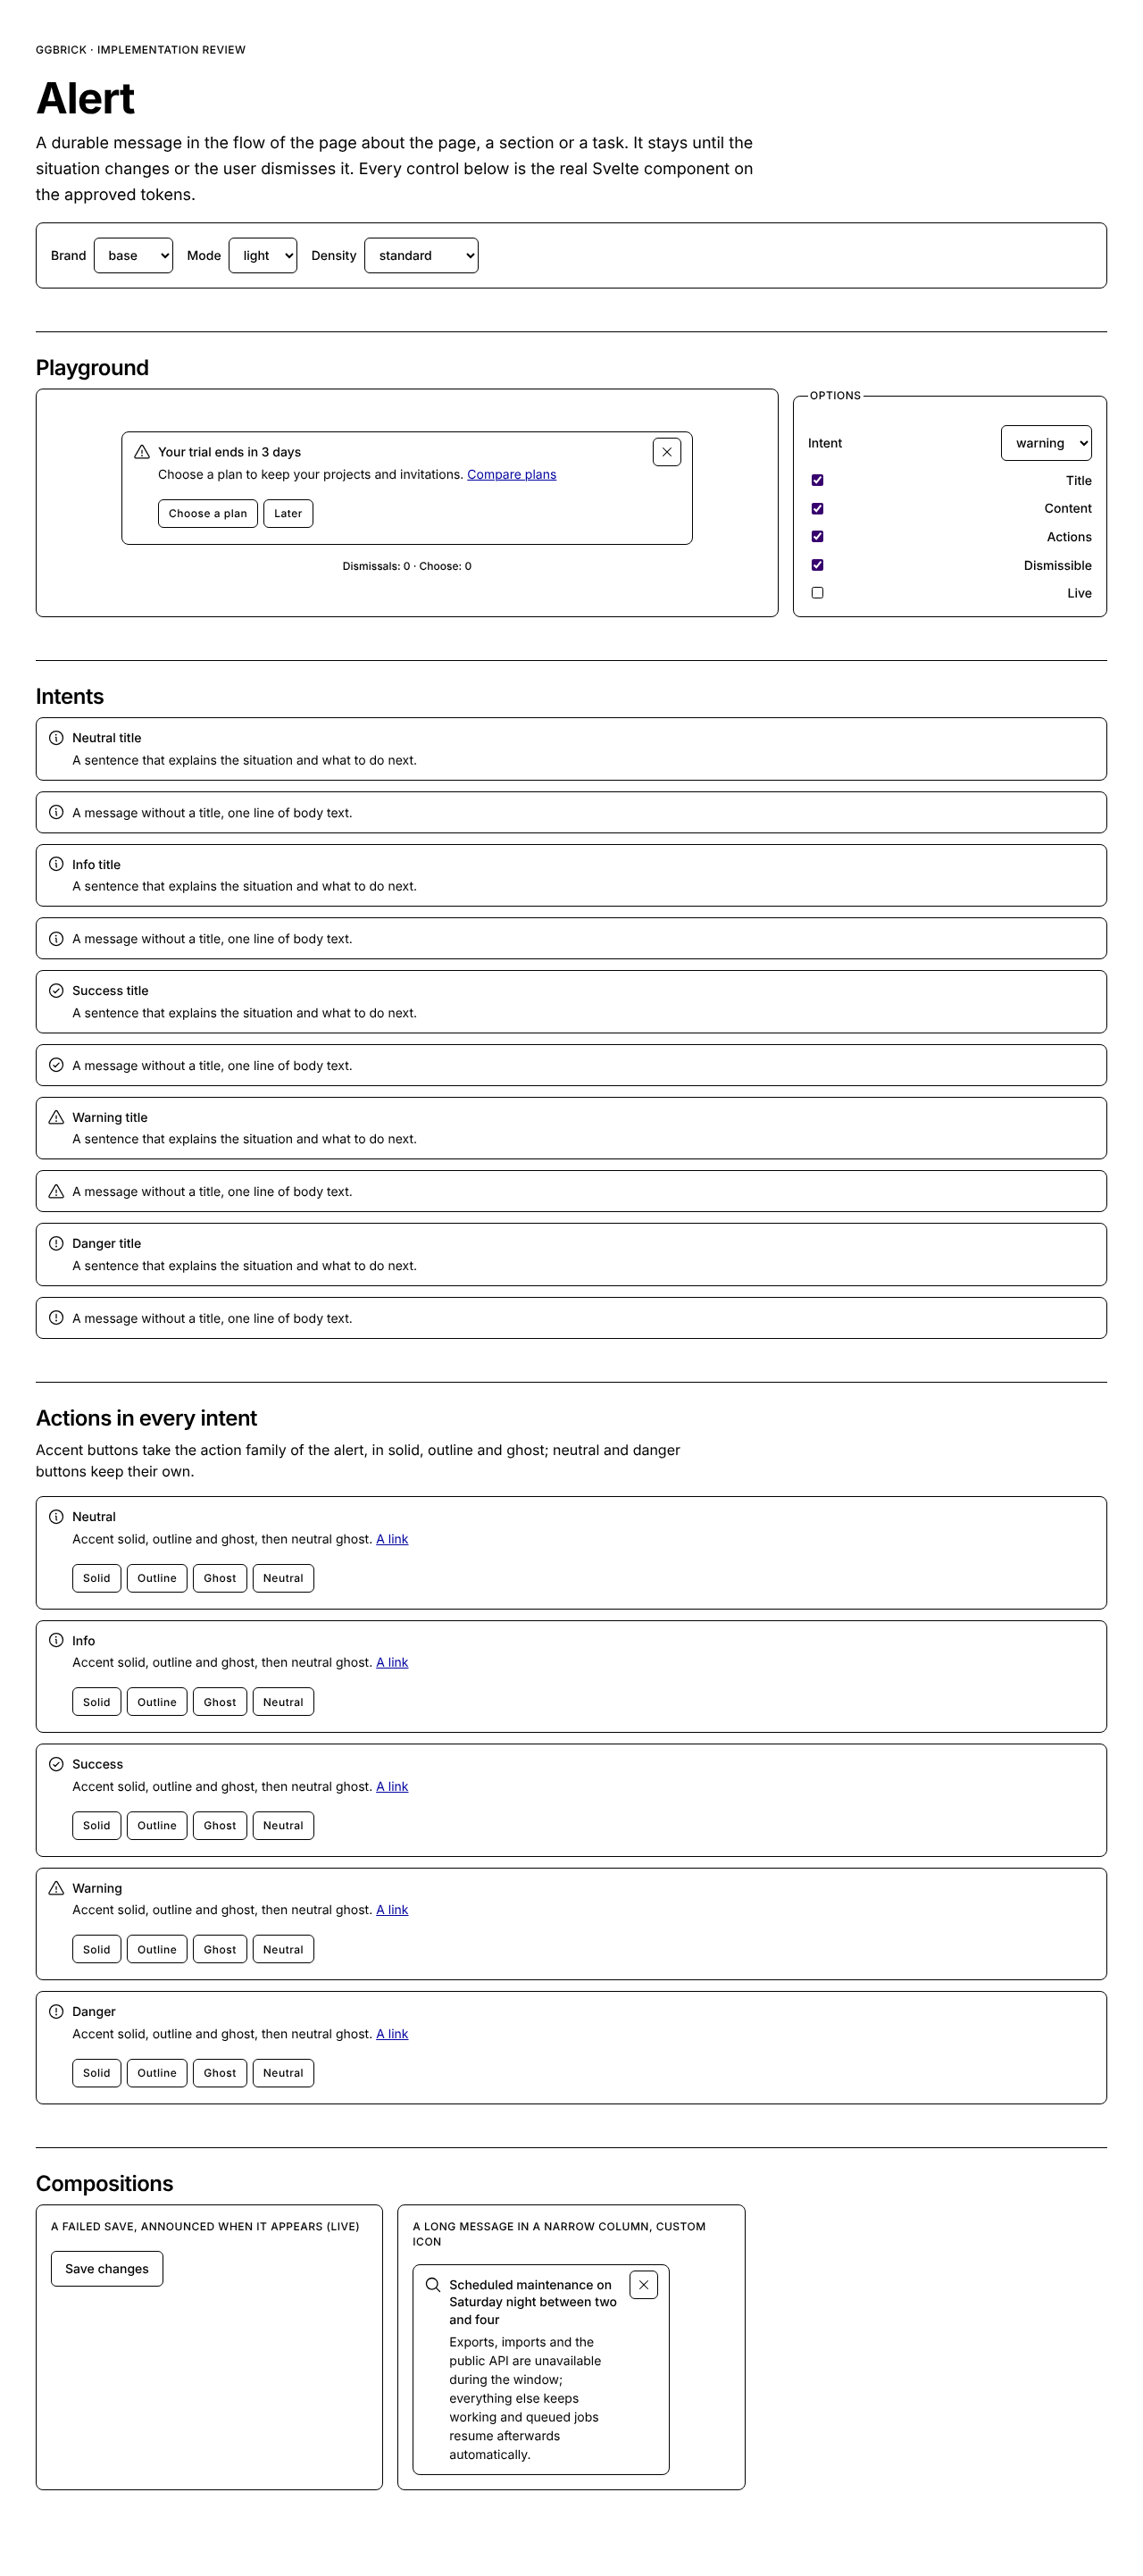 GGBRICK · IMPLEMENTATION REVIEW
Alert
A durable message in the flow of the page about the page, a section or a task. It stays until the
situation changes or the user dismisses it. Every control below is the real Svelte component on
the approved tokens.
Brand base Mode light Density standard
Playground
Your trial ends in 3 days
Choose a plan to keep your projects and invitations. Compare plans
Choose a plan Later
Dismissals: 0 · Choose: 0
OPTIONS
Intent warning
Title
Content
Actions
Dismissible
Live
Intents
Neutral title
A sentence that explains the situation and what to do next.
A message without a title, one line of body text.
Info title
A sentence that explains the situation and what to do next.
A message without a title, one line of body text.
Success title
A sentence that explains the situation and what to do next.
A message without a title, one line of body text.
Warning title
A sentence that explains the situation and what to do next.
A message without a title, one line of body text.
Danger title
A sentence that explains the situation and what to do next.
A message without a title, one line of body text.
Actions in every intent
Accent buttons take the action family of the alert, in solid, outline and ghost; neutral and danger
buttons keep their own.
Neutral
Accent solid, outline and ghost, then neutral ghost. A link
Solid Outline Ghost Neutral
Info
Accent solid, outline and ghost, then neutral ghost. A link
Solid Outline Ghost Neutral
Success
Accent solid, outline and ghost, then neutral ghost. A link
Solid Outline Ghost Neutral
Warning
Accent solid, outline and ghost, then neutral ghost. A link
Solid Outline Ghost Neutral
Danger
Accent solid, outline and ghost, then neutral ghost. A link
Solid Outline Ghost Neutral
Compositions
A FAILED SAVE, ANNOUNCED WHEN IT APPEARS (LIVE)
Save changes
A LONG MESSAGE IN A NARROW COLUMN, CUSTOM
ICON
Scheduled maintenance on
Saturday night between two
and four
Exports, imports and the
public API are unavailable
during the window;
everything else keeps
working and queued jobs
resume afterwards
automatically.